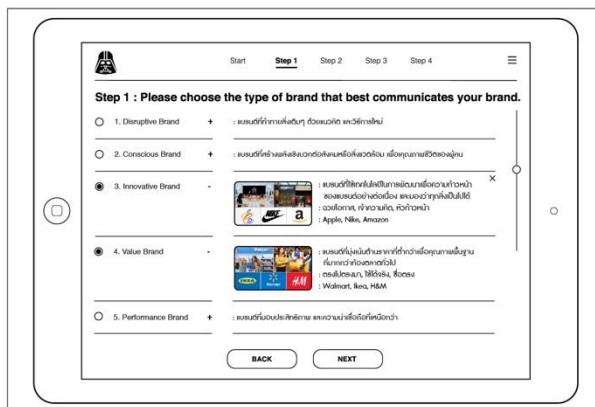 Start Step 1 Step 2 Step 3 Step 4
Step 1 : Please choose the type of brand that best communicates your brand.
1. Disruptive Brand + : แบรนด์ที่ท้าทายสิ่งเดิมๆ ด้วยแนวคิด และวิธีการใหม่
2. Conscious Brand + : แบรนด์ที่สร้างพลังเชิงบวกต่อสังคมหรือสิ่งแวดล้อม เพื่อคุณภาพชีวิตของผู้คน
3. Innovative Brand - : แบรนด์ที่ใช้เทคโนโลยีในการพัฒนาเพื่อความก้าวหน้า
ของแบรนด์อย่างต่อเนื่อง และมองว่าทุกสิ่งเป็นไปได้
: ฉวยโอกาส, เจ้าความคิด, หัวก้าวหน้า
: Apple, Nike, Amazon
NIKE a
4. Value Brand - : แบรนด์ที่มุ่งเน้นด้านราคาที่ต่ำกว่าเพื่อคุณภาพพื้นฐาน
ที่มากกว่าท้องตลาดทั่วไป
: ตรงไปตรงมา, ใช้ได้จริง, ซื่อตรง
: Walmart, Ikea, H&M
IKEA Walmart H&M
5. Performance Brand + : แบรนด์ที่มอบประสิทธิภาพ และความน่าเชื่อถือที่เหนือกว่า
BACK NEXT